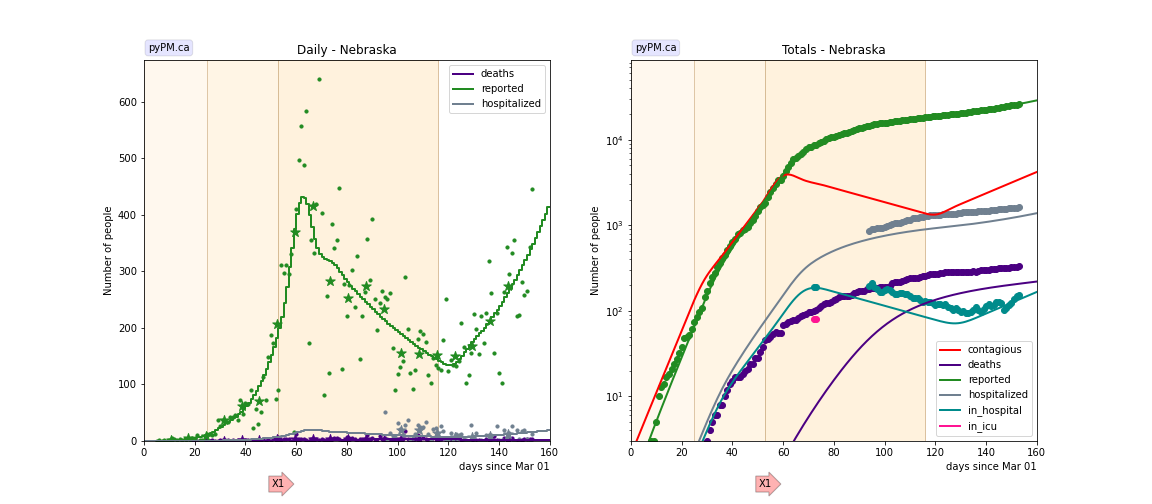 pyPM.ca
Daily - Nebraska
Number of people
600
500
400
300
200
100
0
0 20 40 60 80 100 120 140 160
days since Mar 01
deaths
reported
hospitalized
X1
pyPM.ca
Totals - Nebraska
Number of people
10⁴
10³
10²
10¹
0 20 40 60 80 100 120 140 160
days since Mar 01
contagious
deaths
reported
hospitalized
in_hospital
in_icu
X1